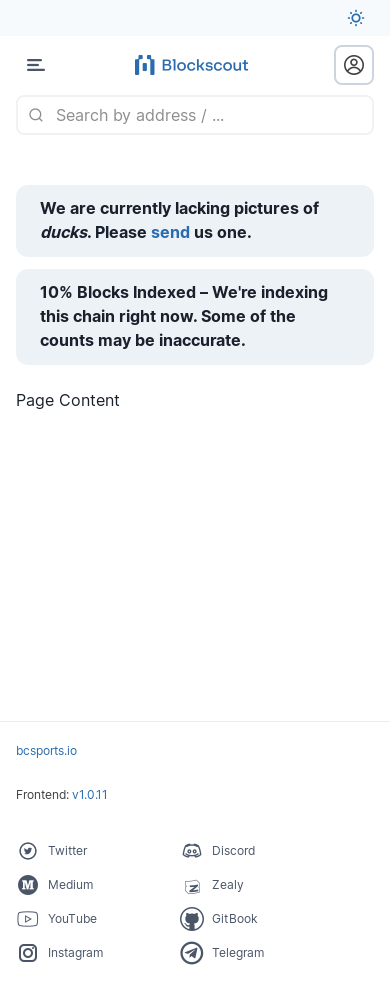 Blockscout
Search by address / ...
We are currently lacking pictures of
ducks. Please send us one.
10% Blocks Indexed – We're indexing
this chain right now. Some of the
counts may be inaccurate.
Page Content
bcsports.io
Frontend: v1.0.11
Twitter
Discord
Medium
Zealy
YouTube
GitBook
Instagram
Telegram